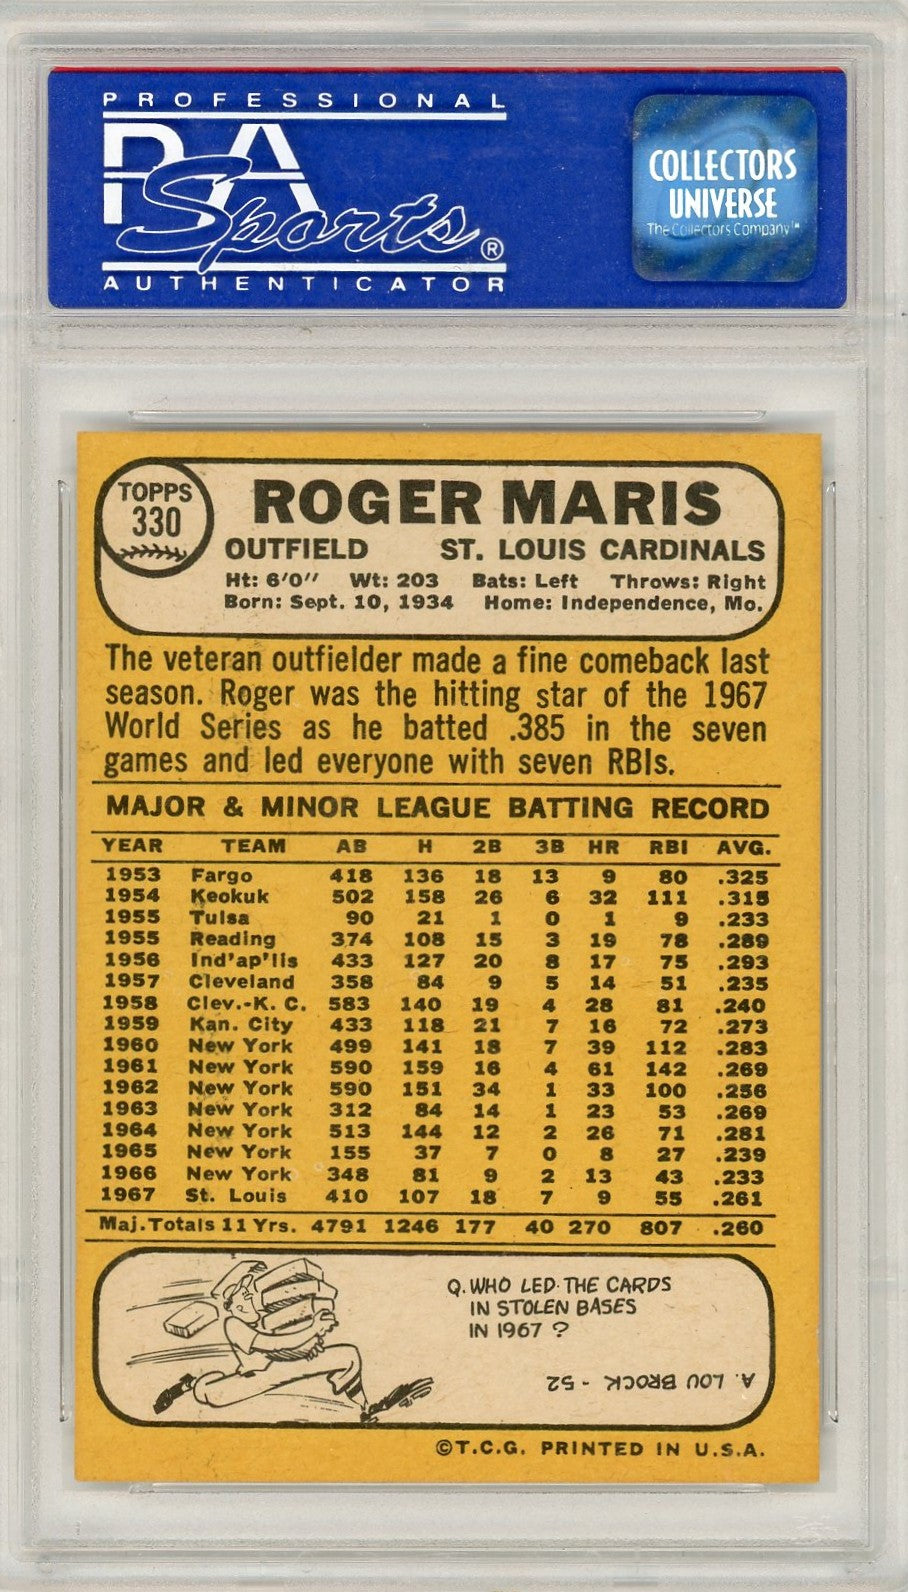 PROFESSIONAL
PSA
Sports®
AUTHENTICATOR
COLLECTORS
UNIVERSE
The Collectors Company™
TOPPS
330
ROGER MARIS
OUTFIELD ST. LOUIS CARDINALS
Ht: 6'0" Wt: 203 Bats: Left Throws: Right
Born: Sept. 10, 1934 Home: Independence, Mo.
The veteran outfielder made a fine comeback last
season. Roger was the hitting star of the 1967
World Series as he batted .385 in the seven
games and led everyone with seven RBIs.
MAJOR & MINOR LEAGUE BATTING RECORD
YEAR TEAM AB H 2B 3B HR RBI AVG.
1953 Fargo 418 136 18 13 9 80 .325
1954 Keokuk 502 158 26 6 32 111 .315
1955 Tulsa 90 21 1 0 1 9 .233
1955 Reading 374 108 15 3 19 78 .289
1956 Ind'ap'lis 433 127 20 8 17 75 .293
1957 Cleveland 358 84 9 5 14 51 .235
1958 Clev.-K. C. 583 140 19 4 28 81 .240
1959 Kan. City 433 118 21 7 16 72 .273
1960 New York 499 141 18 7 39 112 .283
1961 New York 590 159 16 4 61 142 .269
1962 New York 590 151 34 1 33 100 .256
1963 New York 312 84 14 1 23 53 .269
1964 New York 513 144 12 2 26 71 .281
1965 New York 155 37 7 0 8 27 .239
1966 New York 348 81 9 2 13 43 .233
1967 St. Louis 410 107 18 7 9 55 .261
Maj.Totals 11 Yrs. 4791 1246 177 40 270 807 .260
Q. WHO LED THE CARDS
IN STOLEN BASES
IN 1967 ?
A. LOU BROCK - 52
©T.C.G. PRINTED IN U.S.A.